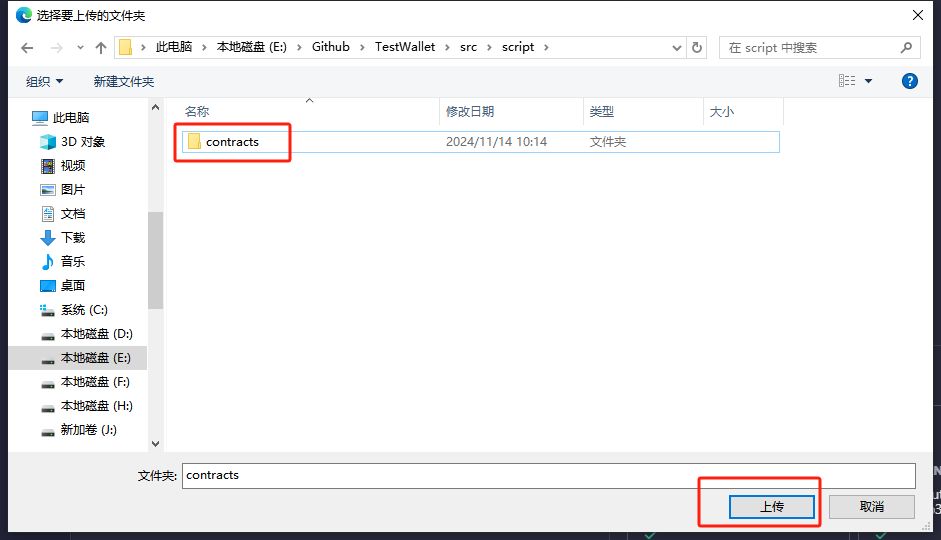 选择要上传的文件夹
此电脑 › 本地磁盘 (E:) › Github › TestWallet › src › script ›
在 script 中搜索
组织 新建文件夹
名称 修改日期 类型 大小
contracts 2024/11/14 10:14 文件夹
此电脑
3D 对象
视频
图片
文档
下载
音乐
桌面
系统 (C:)
本地磁盘 (D:)
本地磁盘 (E:)
本地磁盘 (F:)
本地磁盘 (H:)
新加卷 (J:)
文件夹: contracts
上传 取消